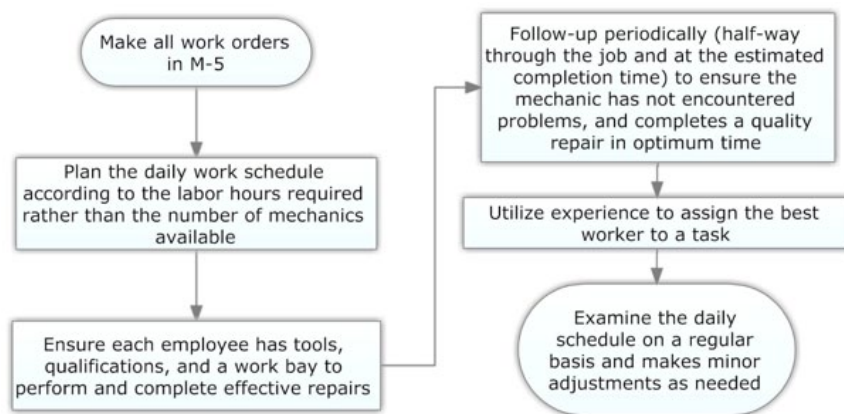 Make all work orders
in M-5
Plan the daily work schedule
according to the labor hours required
rather than the number of mechanics
available
Ensure each employee has tools,
qualifications, and a work bay to
perform and complete effective repairs
Follow-up periodically (half-way
through the job and at the estimated
completion time) to ensure the
mechanic has not encountered
problems, and completes a quality
repair in optimum time
Utilize experience to assign the best
worker to a task
Examine the daily
schedule on a regular
basis and makes minor
adjustments as needed